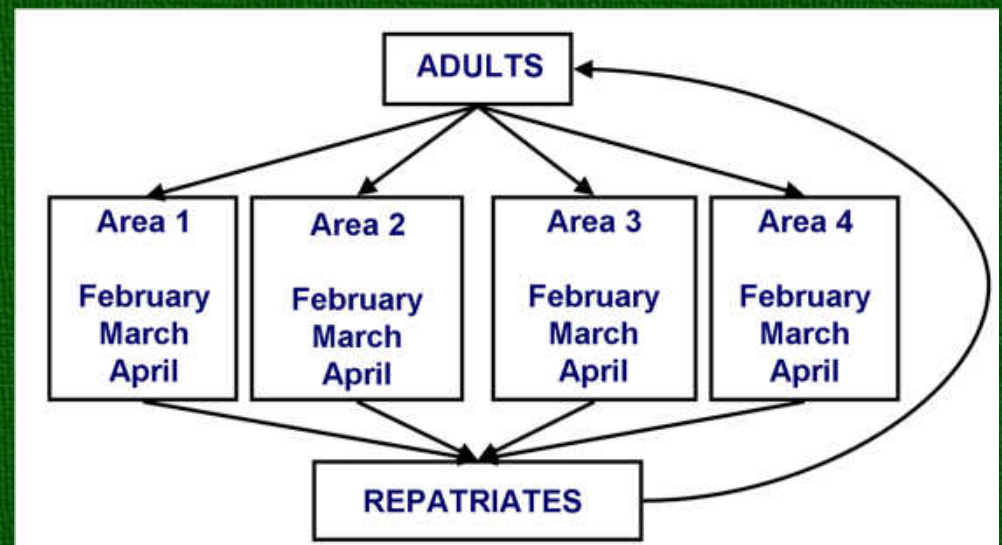 ADULTS
Area 1
February
March
April
Area 2
February
March
April
Area 3
February
March
April
Area 4
February
March
April
REPATRIATES